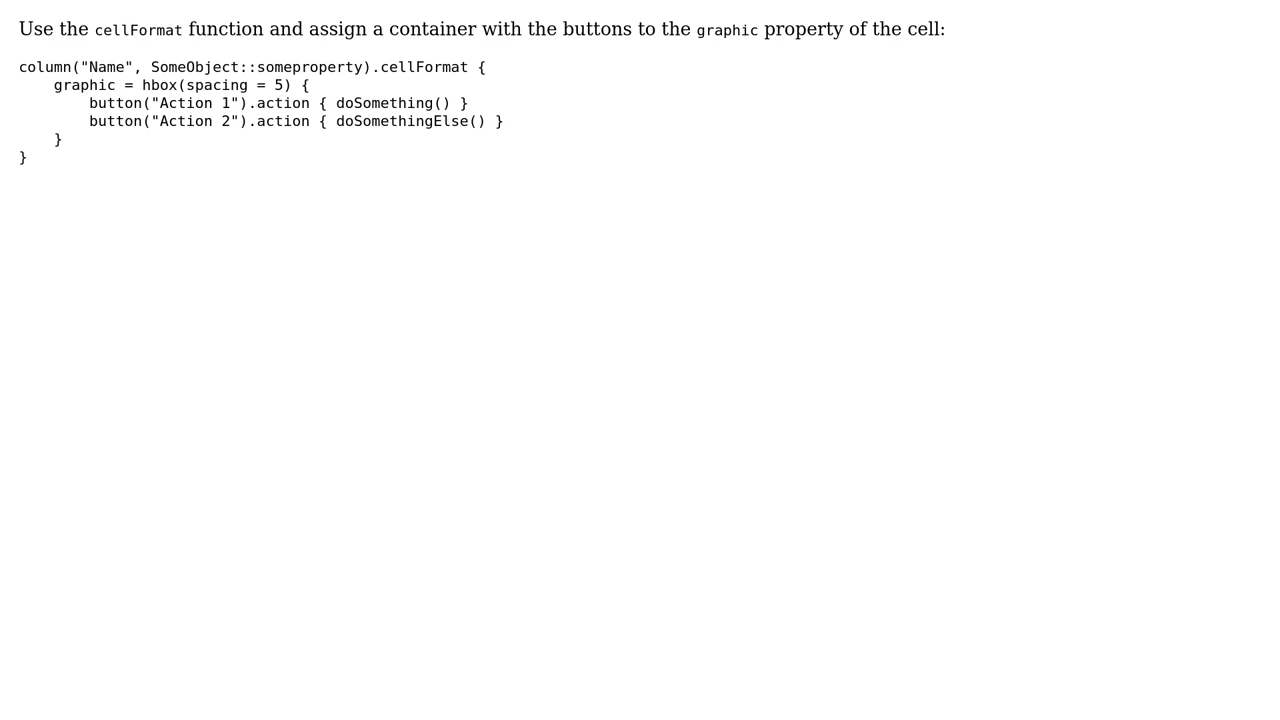 Use the cellFormat function and assign a container with the buttons to the graphic property of the cell:
column("Name", SomeObject::someproperty).cellFormat {
    graphic = hbox(spacing = 5) {
        button("Action 1").action { doSomething() }
        button("Action 2").action { doSomethingElse() }
    }
}